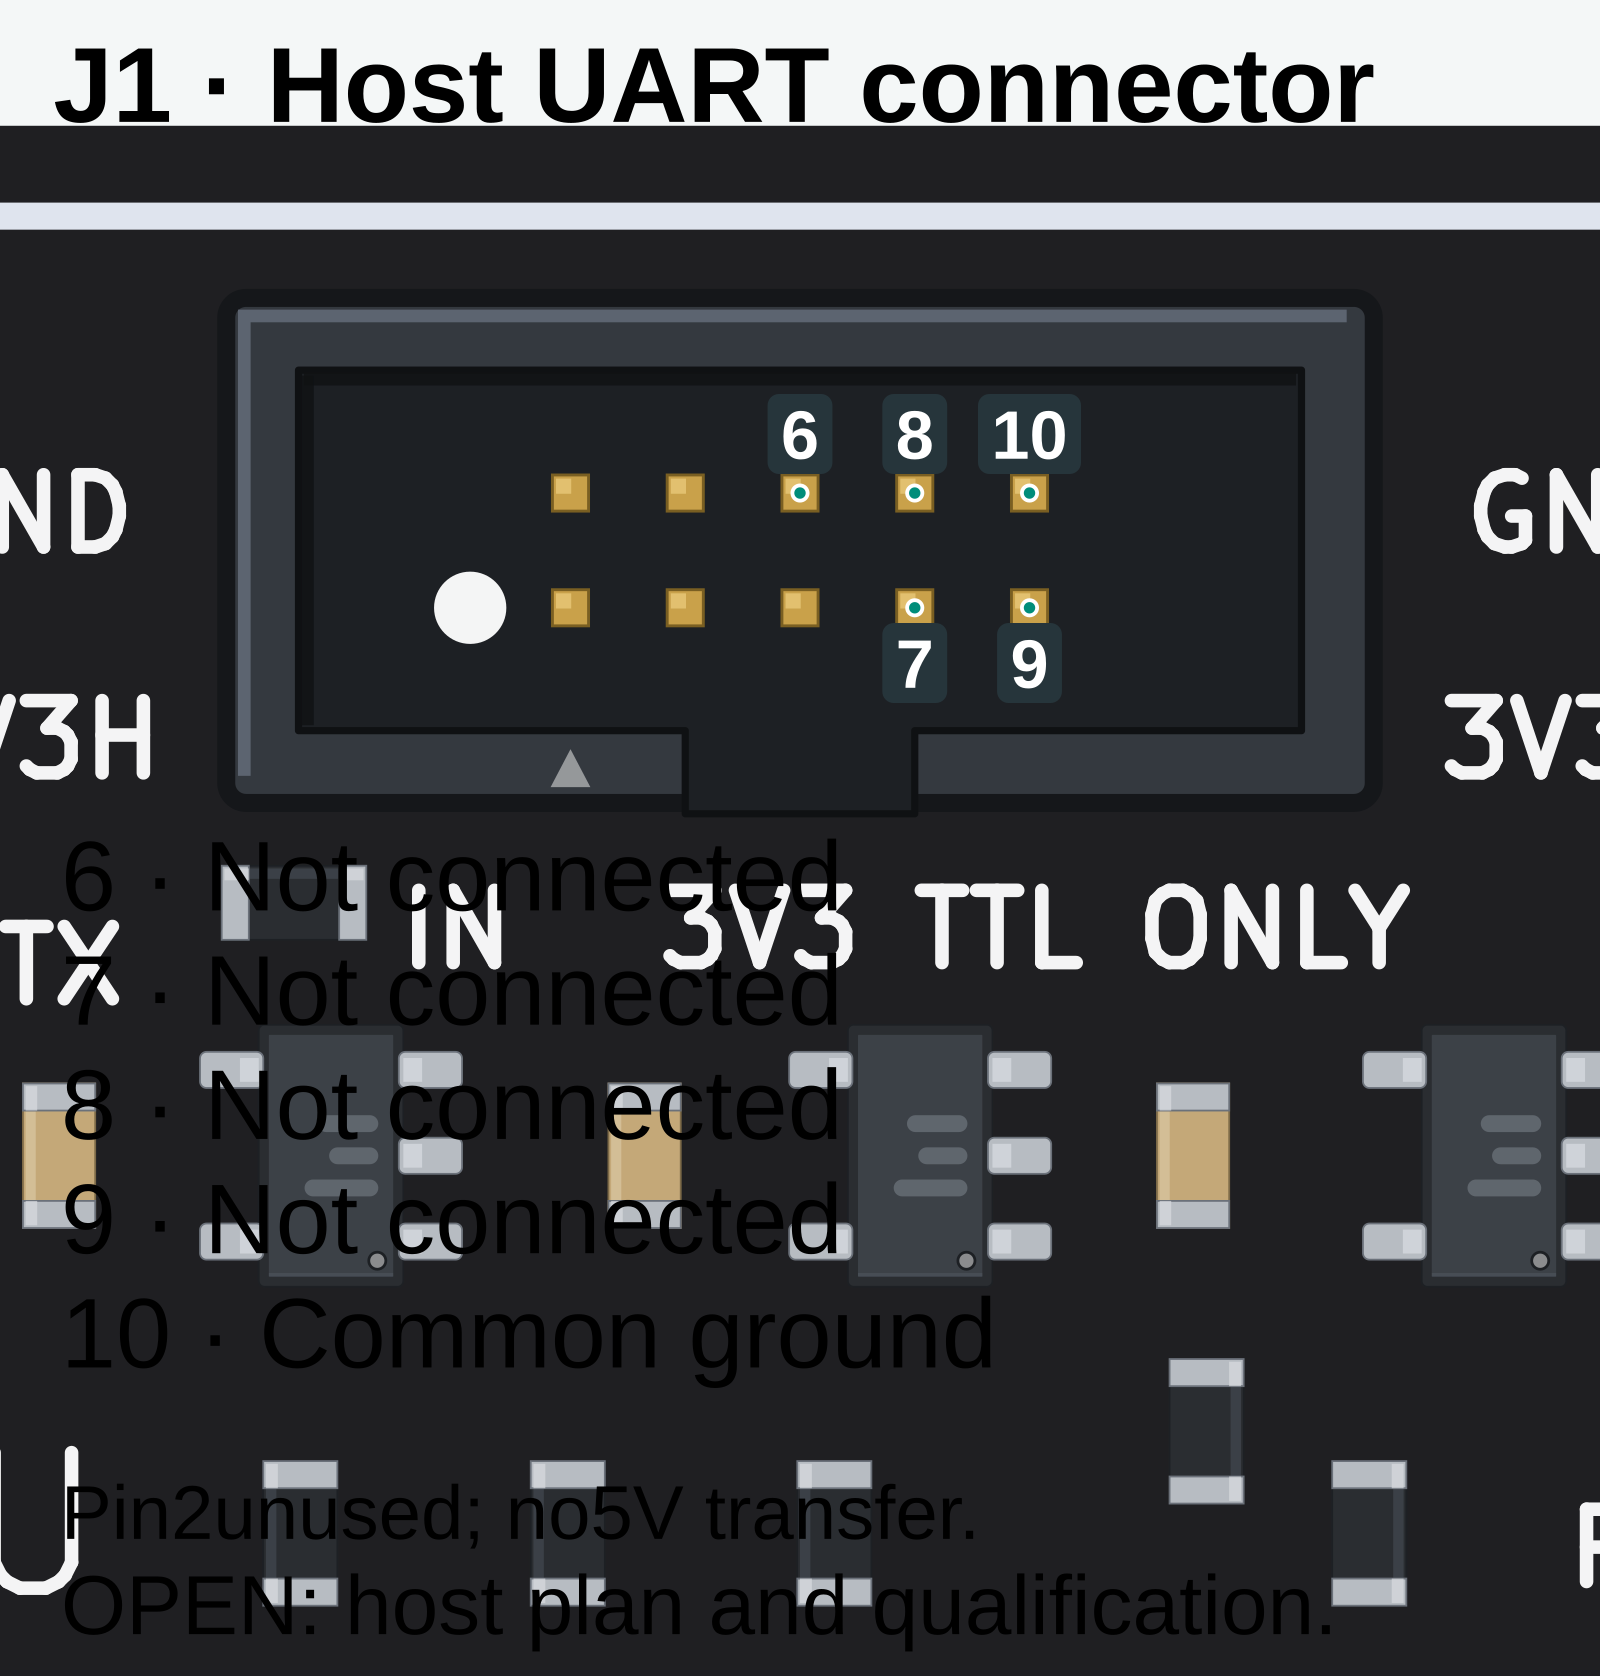 J1 · Host UART connector
6 8 10
ND GN
7 9
V3H 3V3
6 · Not connected
IN 3V3 TTL ONLY
TX
7 · Not connected
8 · Not connected
9 · Not connected
10 · Common ground
U
Pin2unused; no5V transfer.
OPEN: host plan and qualification.